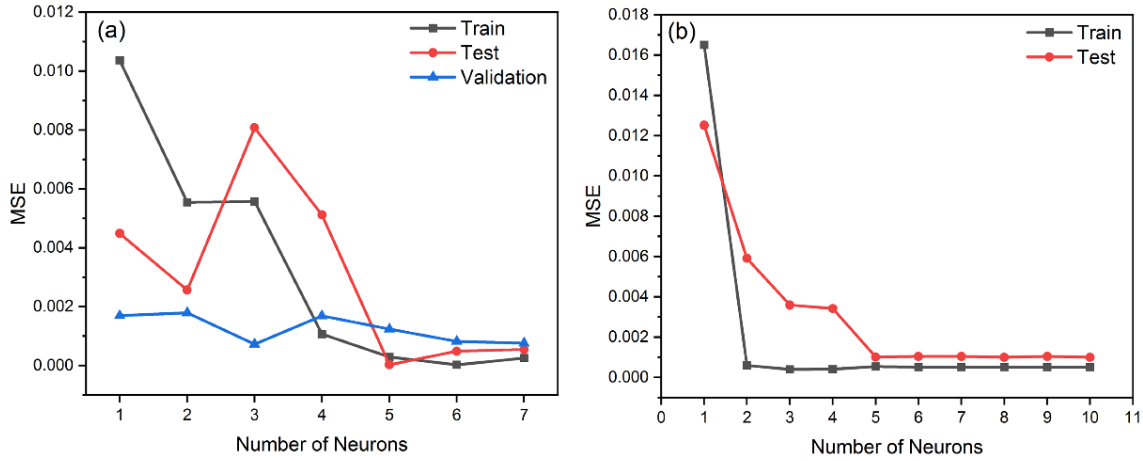 (a)
Train
Test
Validation
0.012
0.010
0.008
0.006
0.004
0.002
0.000
MSE
1 2 3 4 5 6 7
Number of Neurons
(b)
Train
Test
0.018
0.016
0.014
0.012
0.010
0.008
0.006
0.004
0.002
0.000
MSE
0 1 2 3 4 5 6 7 8 9 10 11
Number of Neurons